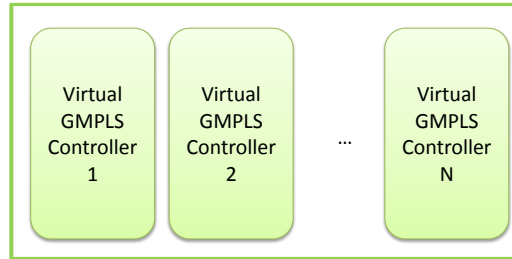 Virtual
GMPLS
Controller
1
Virtual
GMPLS
Controller
2
...
Virtual
GMPLS
Controller
N